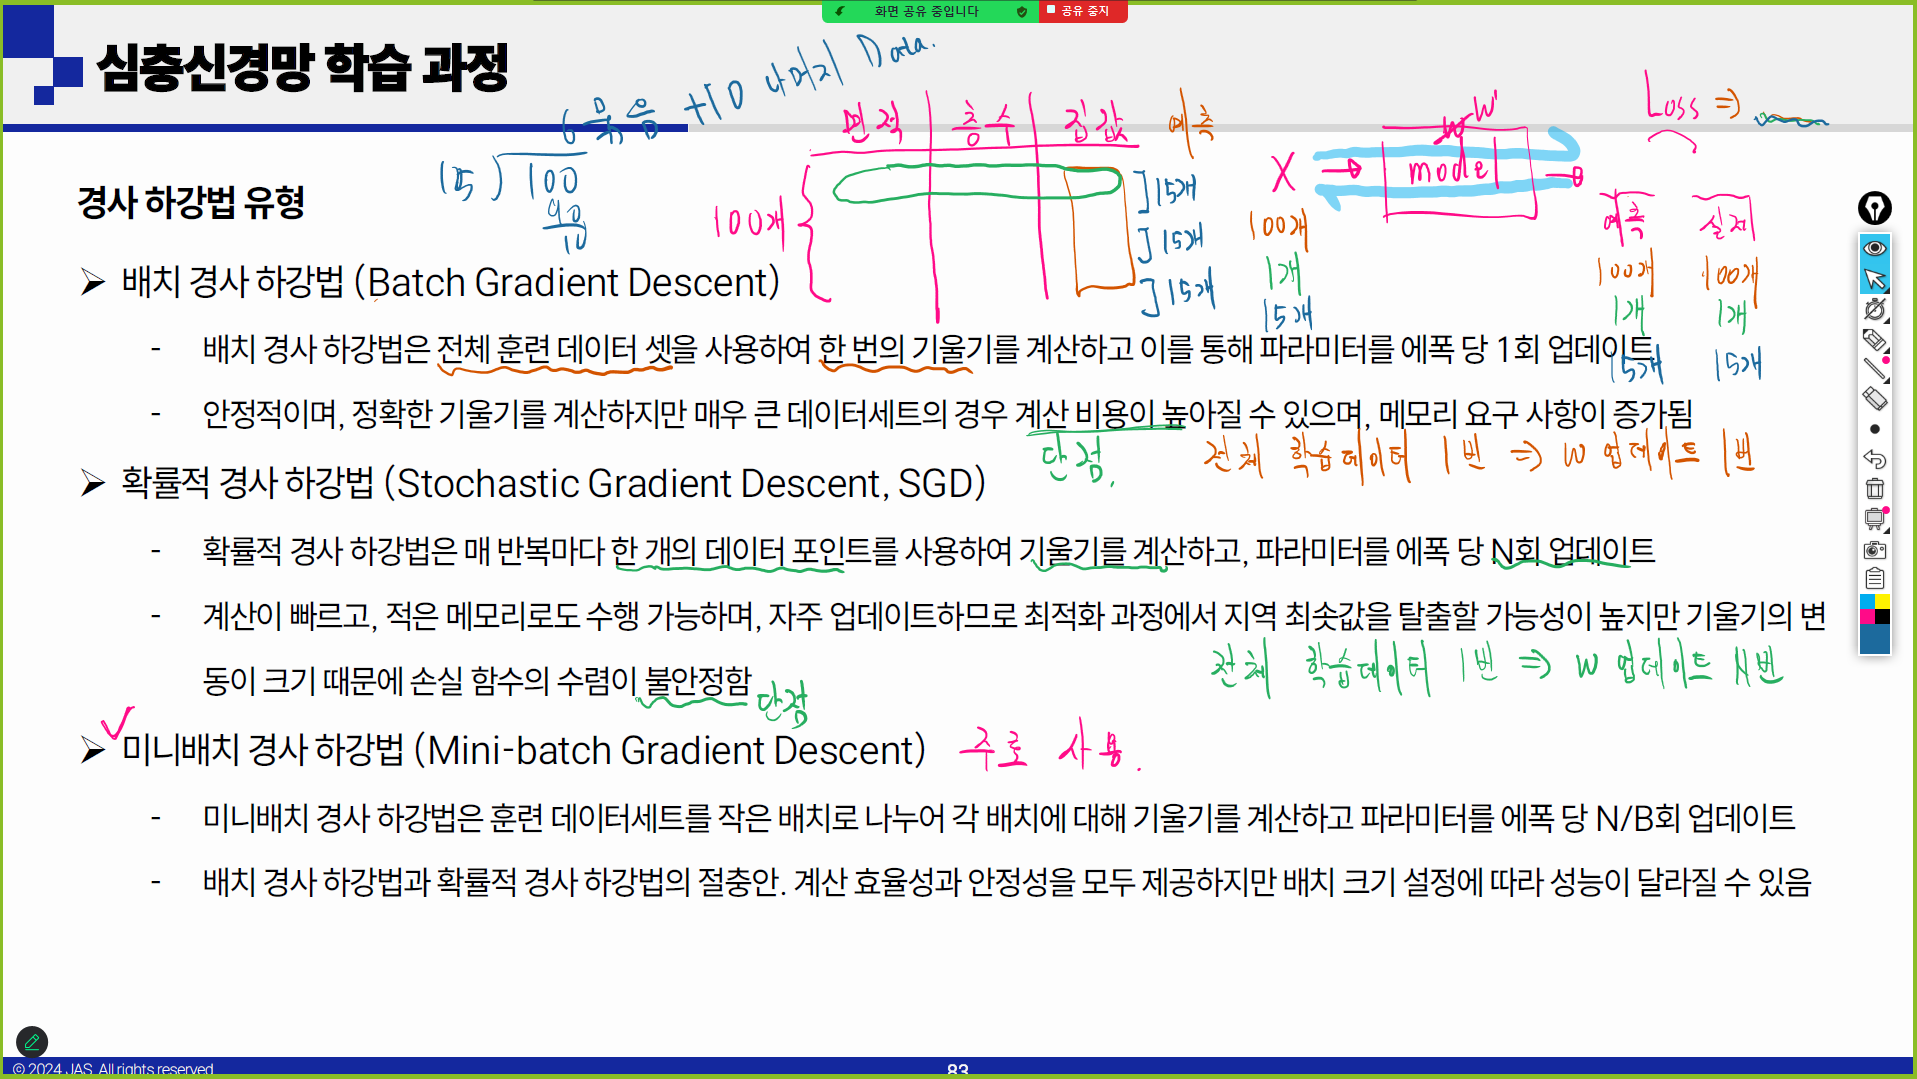 화면 공유 중입니다 공유 중지
심층신경망 학습 과정
6 묶음 +10 나머지 Data.
15 ) 100
90
10
면적 층수 집값 예측
100개
] 15개
] 15개
] 15개
X → model →
w w'
Loss ⇒
예측 실제
100개 100개 100개
1개 1개 1개
15개 15개 15개
경사 하강법 유형
➢ 배치 경사 하강법 (Batch Gradient Descent)
- 배치 경사 하강법은 전체 훈련 데이터 셋을 사용하여 한 번의 기울기를 계산하고 이를 통해 파라미터를 에폭 당 1회 업데이트
- 안정적이며, 정확한 기울기를 계산하지만 매우 큰 데이터세트의 경우 계산 비용이 높아질 수 있으며, 메모리 요구 사항이 증가됨
단점.
전체 학습데이터 1번 ⇒ w 업데이트 1번
➢ 확률적 경사 하강법 (Stochastic Gradient Descent, SGD)
- 확률적 경사 하강법은 매 반복마다 한 개의 데이터 포인트를 사용하여 기울기를 계산하고, 파라미터를 에폭 당 N회 업데이트
- 계산이 빠르고, 적은 메모리로도 수행 가능하며, 자주 업데이트하므로 최적화 과정에서 지역 최솟값을 탈출할 가능성이 높지만 기울기의 변
동이 크기 때문에 손실 함수의 수렴이 불안정함 단점
전체 학습데이터 1번 ⇒ w 업데이트 N번
➢ 미니배치 경사 하강법 (Mini-batch Gradient Descent) 주로 사용.
- 미니배치 경사 하강법은 훈련 데이터세트를 작은 배치로 나누어 각 배치에 대해 기울기를 계산하고 파라미터를 에폭 당 N/B회 업데이트
- 배치 경사 하강법과 확률적 경사 하강법의 절충안. 계산 효율성과 안정성을 모두 제공하지만 배치 크기 설정에 따라 성능이 달라질 수 있음
© 2024 JAS. All rights reserved
83